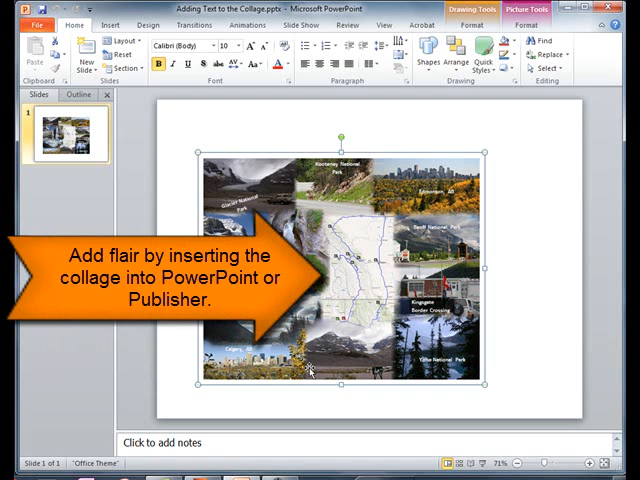 Adding Text to the Collage.pptx - Microsoft PowerPoint
Drawing Tools
Picture Tools
File
Home
Insert
Design
Transitions
Animations
Slide Show
Review
View
Acrobat
Format
Format
Paste
Clipboard
New
Slide
Layout
Reset
Section
Slides
Calibri (Body)
10
B I U S abc AV Aa A
Font
Paragraph
Shapes
Arrange
Quick
Styles
Drawing
Find
Replace
Select
Editing
Slides
Outline
1
Glacier National
Park
Kootenay National
Park
Edmonton, AB
Banff National Park
Add flair by inserting the
collage into PowerPoint or
Publisher.
Kingsgate
Border Crossing
Calgary, AB
Yoho National Park
Click to add notes
Slide 1 of 1
"Office Theme"
71%